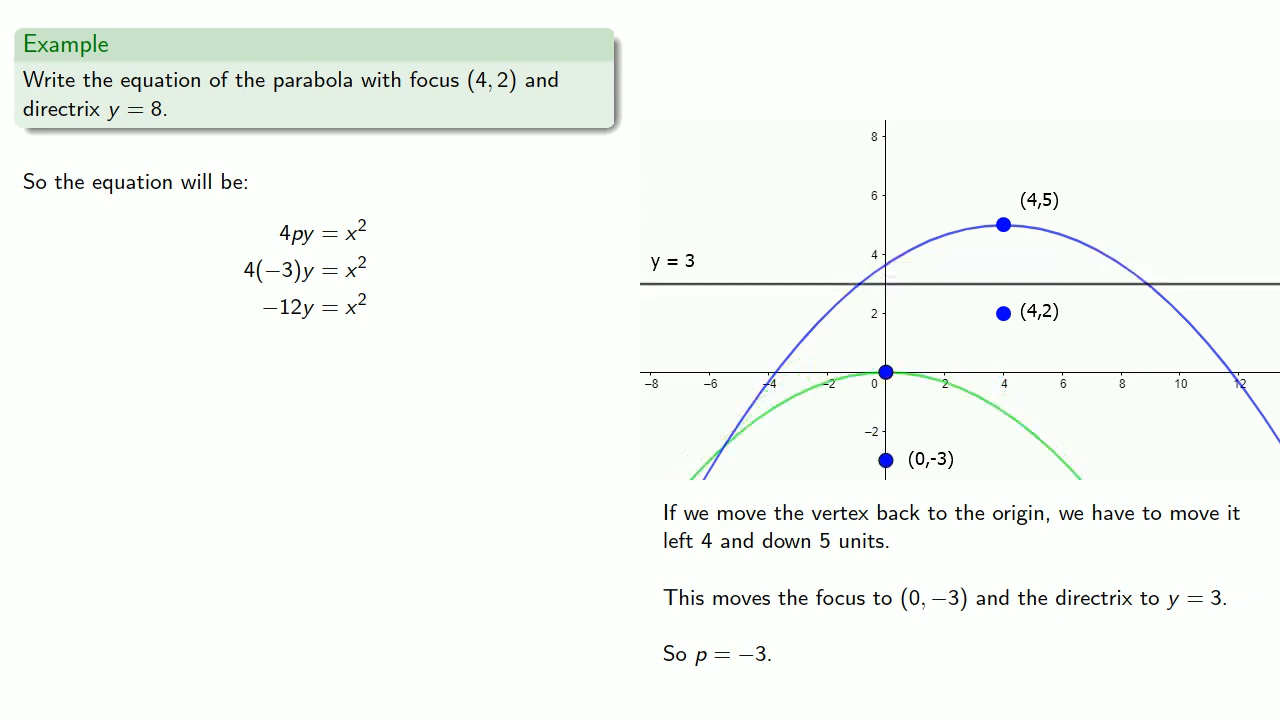 Example
Write the equation of the parabola with focus (4, 2) and
directrix y = 8.
So the equation will be:
4py = x²
4(−3)y = x²
−12y = x²
8
6
(4,5)
4
y = 3
2
(4,2)
−8 −6 −4 −2 0 2 4 6 8 10 12
−2
(0,-3)
If we move the vertex back to the origin, we have to move it
left 4 and down 5 units.
This moves the focus to (0, −3) and the directrix to y = 3.
So p = −3.